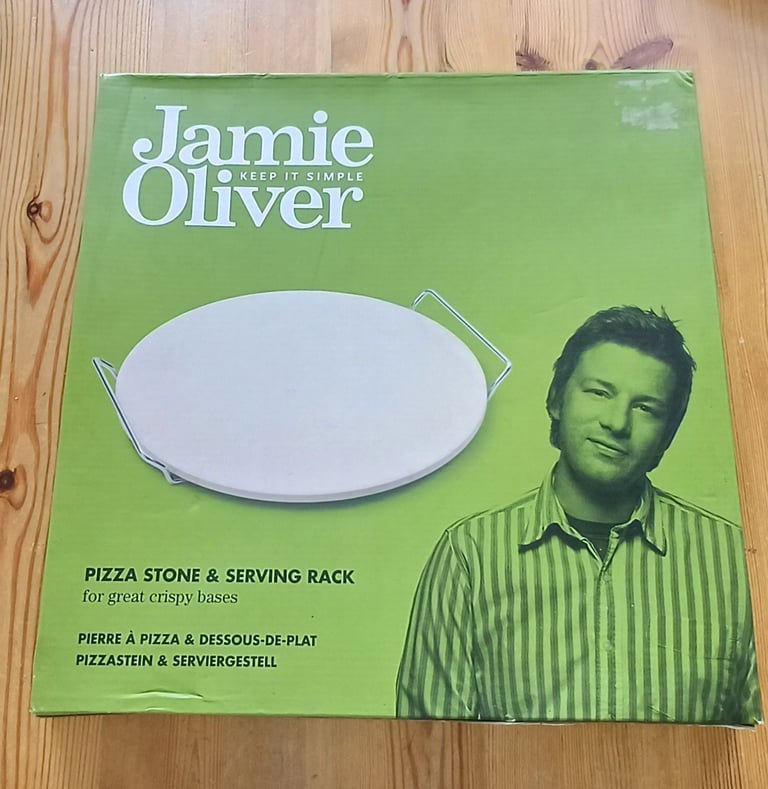 Jamie
KEEP IT SIMPLE
Oliver
PIZZA STONE & SERVING RACK
for great crispy bases
PIERRE À PIZZA & DESSOUS-DE-PLAT
PIZZASTEIN & SERVIERGESTELL